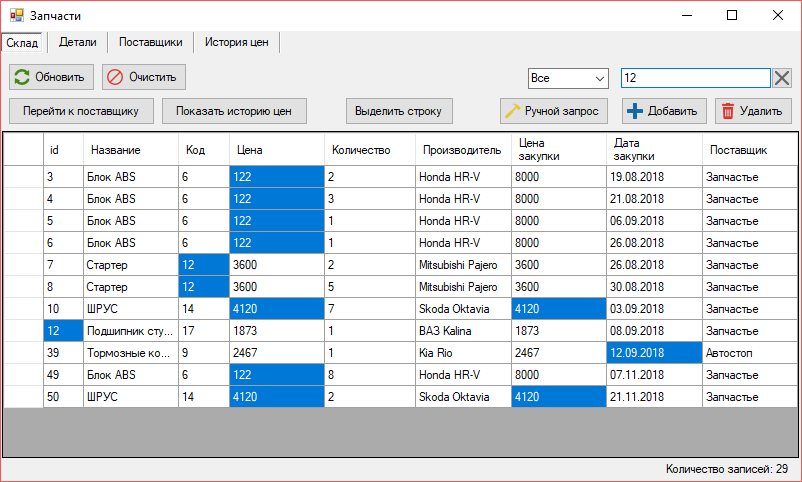 Запчасти
Склад Детали Поставщики История цен
Обновить Очистить Все 12
Перейти к поставщику Показать историю цен Выделить строку Ручной запрос Добавить Удалить
id Название Код Цена Количество Производитель Цена закупки Дата закупки Поставщик
3 Блок ABS 6 122 2 Honda HR-V 8000 19.08.2018 Запчастье
4 Блок ABS 6 122 3 Honda HR-V 8000 21.08.2018 Запчастье
5 Блок ABS 6 122 1 Honda HR-V 8000 06.09.2018 Запчастье
6 Блок ABS 6 122 1 Honda HR-V 8000 26.08.2018 Запчастье
7 Стартер 12 3600 2 Mitsubishi Pajero 3600 26.08.2018 Запчастье
8 Стартер 12 3600 5 Mitsubishi Pajero 3600 30.08.2018 Запчастье
10 ШРУС 14 4120 7 Skoda Oktavia 4120 03.09.2018 Запчастье
12 Подшипник сту... 17 1873 1 ВАЗ Kalina 1873 08.09.2018 Запчастье
39 Тормозные ко... 9 2467 1 Kia Rio 2467 12.09.2018 Автостоп
49 Блок ABS 6 122 8 Honda HR-V 8000 07.11.2018 Запчастье
50 ШРУС 14 4120 2 Skoda Oktavia 4120 21.11.2018 Запчастье
Количество записей: 29